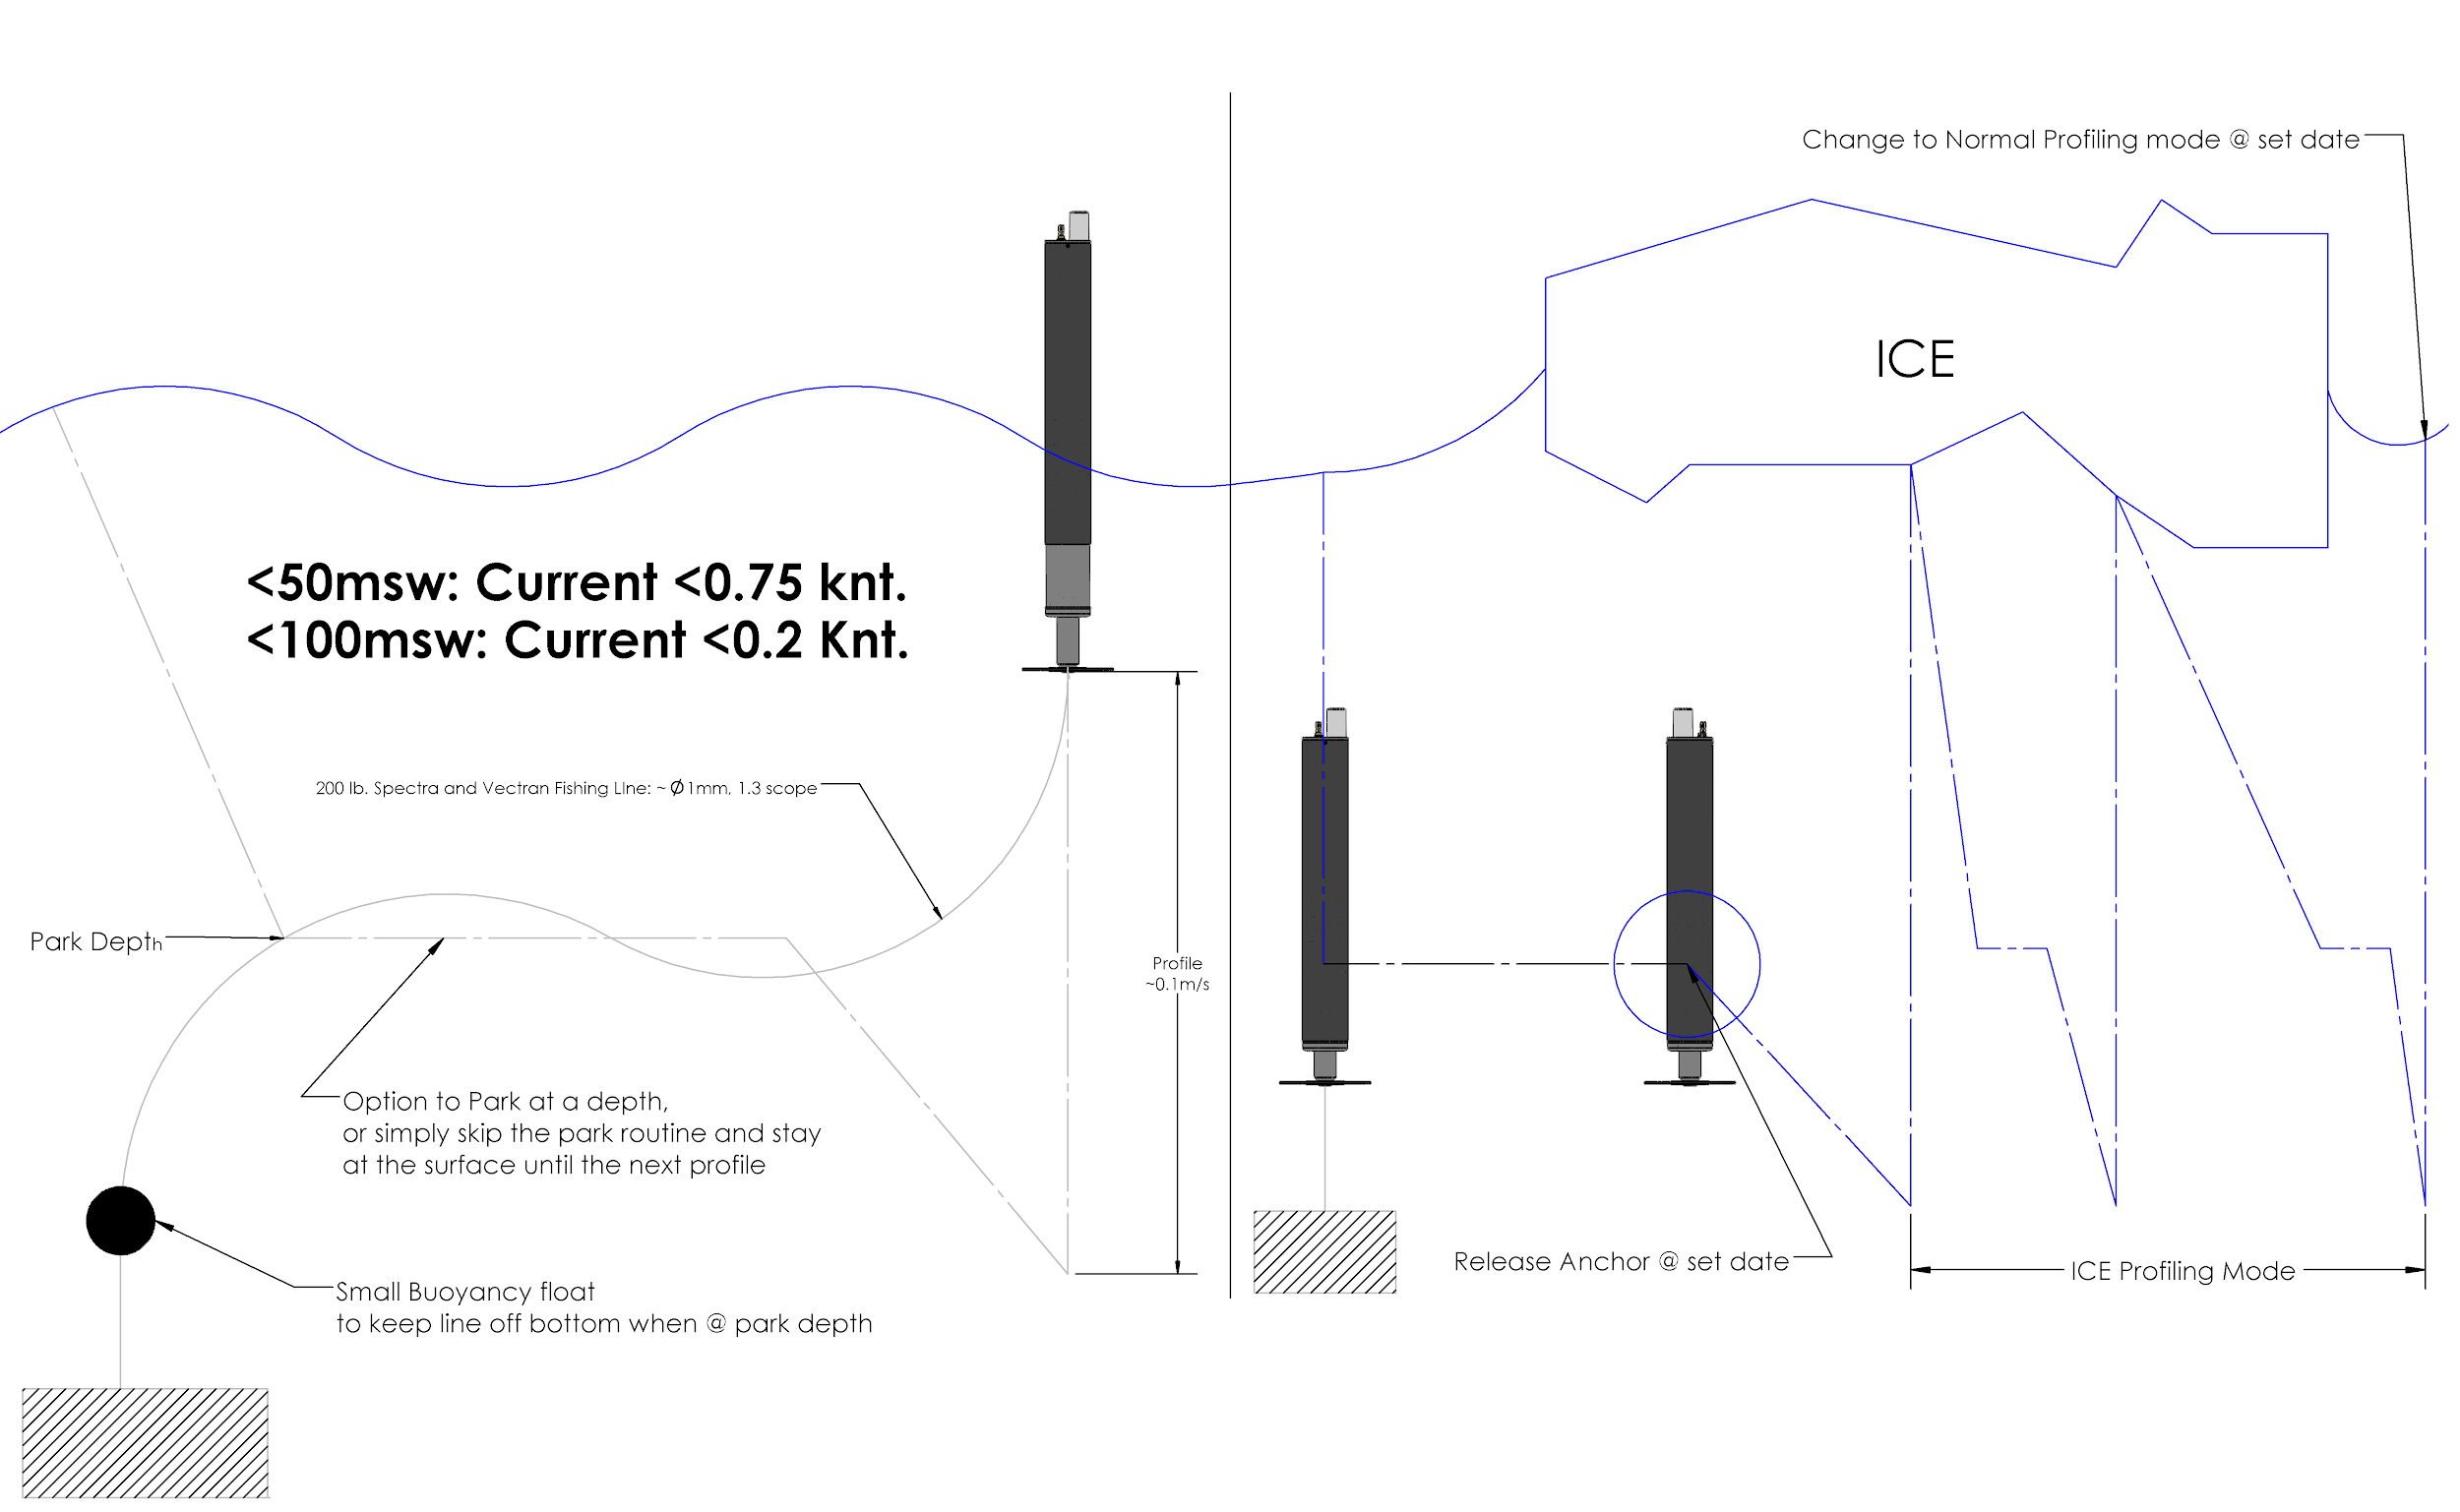 Change to Normal Profiling mode @ set date
ICE
<50msw: Current <0.75 knt.
<100msw: Current <0.2 Knt.
200 lb. Spectra and Vectran Fishing LIne: ~ Ø 1mm, 1.3 scope
Park Depth
Profile
~0.1m/s
Option to Park at a depth,
or simply skip the park routine and stay
at the surface until the next profile
Small Buoyancy float
to keep line off bottom when @ park depth
Release Anchor @ set date
ICE Profiling Mode